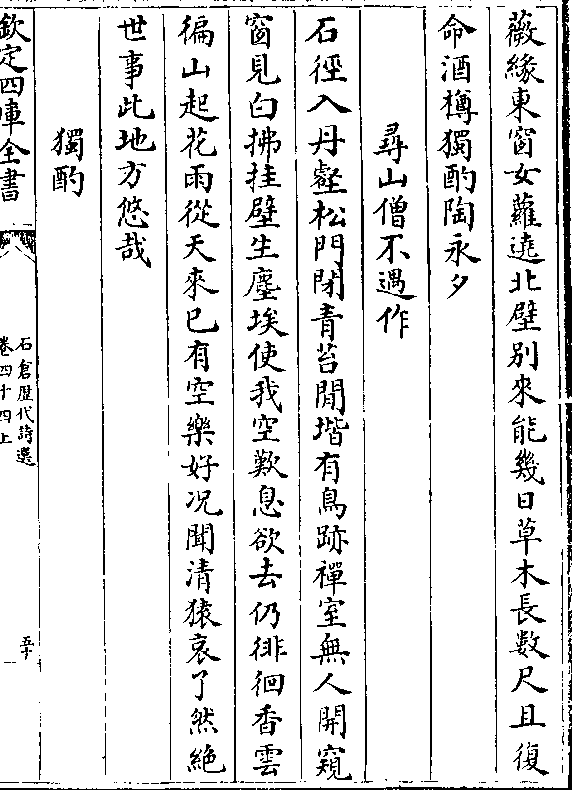 薇緣東窗女蘿遶北壁别來能幾日草木長數尺且復
命酒樽獨酌陶永夕
尋山僧不遇作
石徑入丹壑松門閉青苔閒堦有鳥跡禪室無人開窺
窗見白拂挂壁生塵埃使我空歎息欲去仍徘徊香雲
徧山起花雨從天來已有空樂好况聞清猿哀了然絶
世事此地方悠哉
獨酌
欽定四庫全書
石倉歷代詩選
卷四十四上
五十